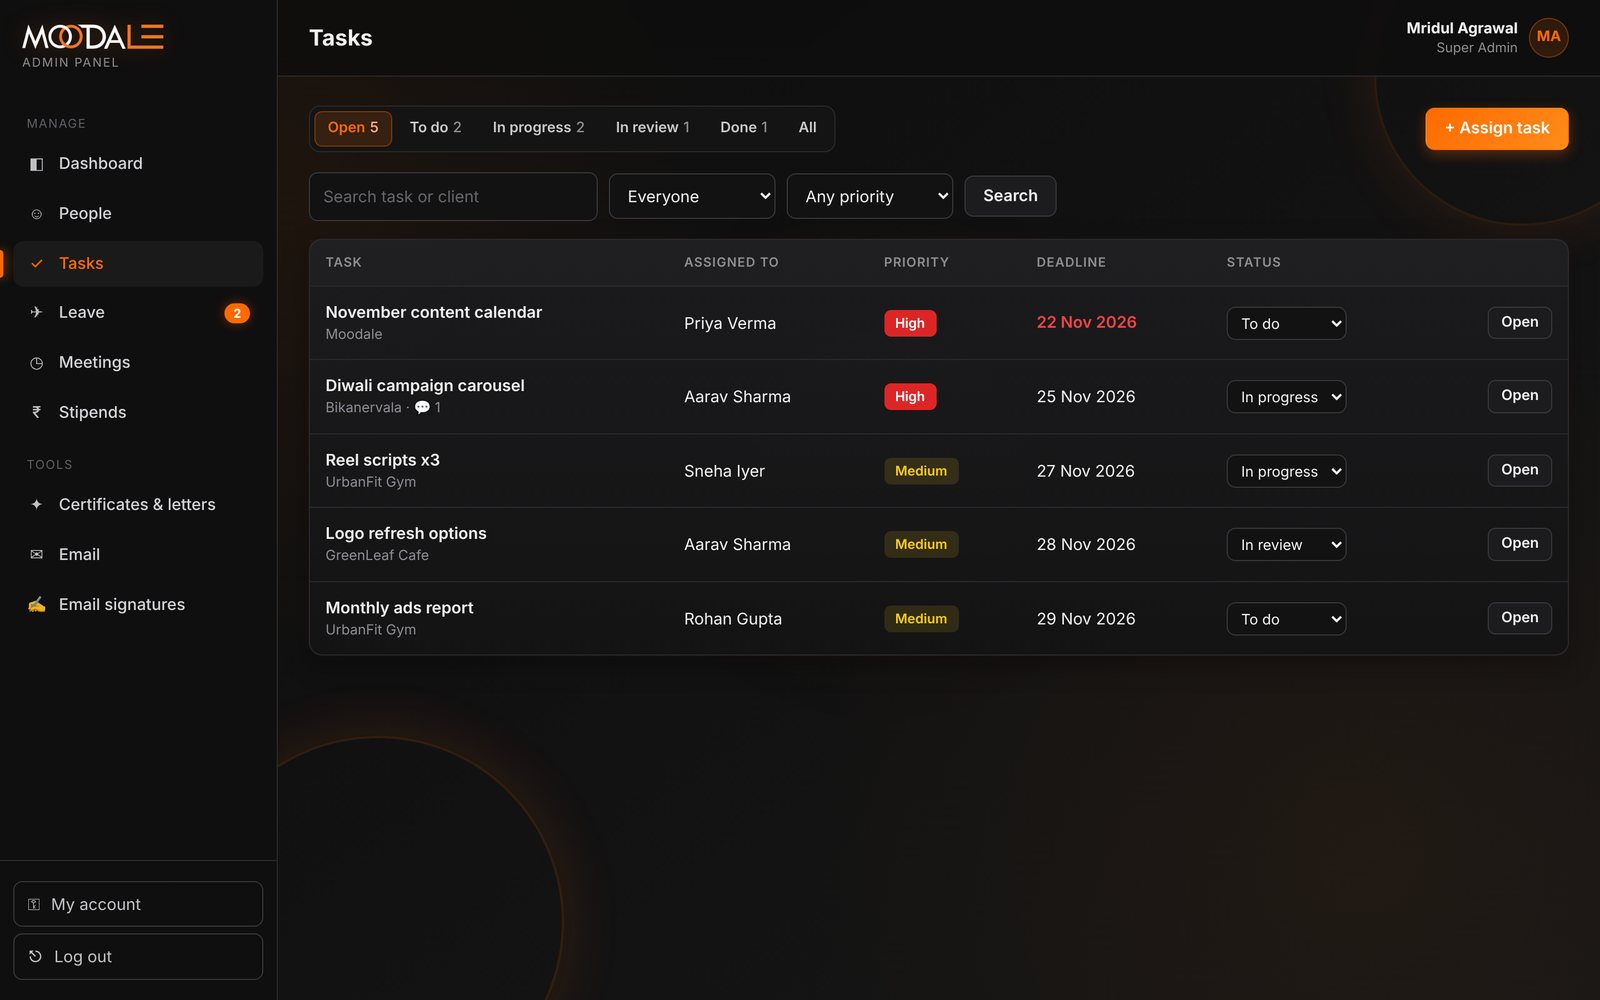 MOODALE
ADMIN PANEL
MANAGE
Dashboard
People
Tasks
Leave 2
Meetings
₹ Stipends
TOOLS
Certificates & letters
Email
Email signatures
My account
Log out
Tasks
Mridul Agrawal
Super Admin
MA
Open 5 To do 2 In progress 2 In review 1 Done 1 All
+ Assign task
Search task or client Everyone Any priority Search
TASK ASSIGNED TO PRIORITY DEADLINE STATUS
November content calendar
Moodale
Priya Verma High 22 Nov 2026 To do Open
Diwali campaign carousel
Bikanervala · 💬 1
Aarav Sharma High 25 Nov 2026 In progress Open
Reel scripts x3
UrbanFit Gym
Sneha Iyer Medium 27 Nov 2026 In progress Open
Logo refresh options
GreenLeaf Cafe
Aarav Sharma Medium 28 Nov 2026 In review Open
Monthly ads report
UrbanFit Gym
Rohan Gupta Medium 29 Nov 2026 To do Open